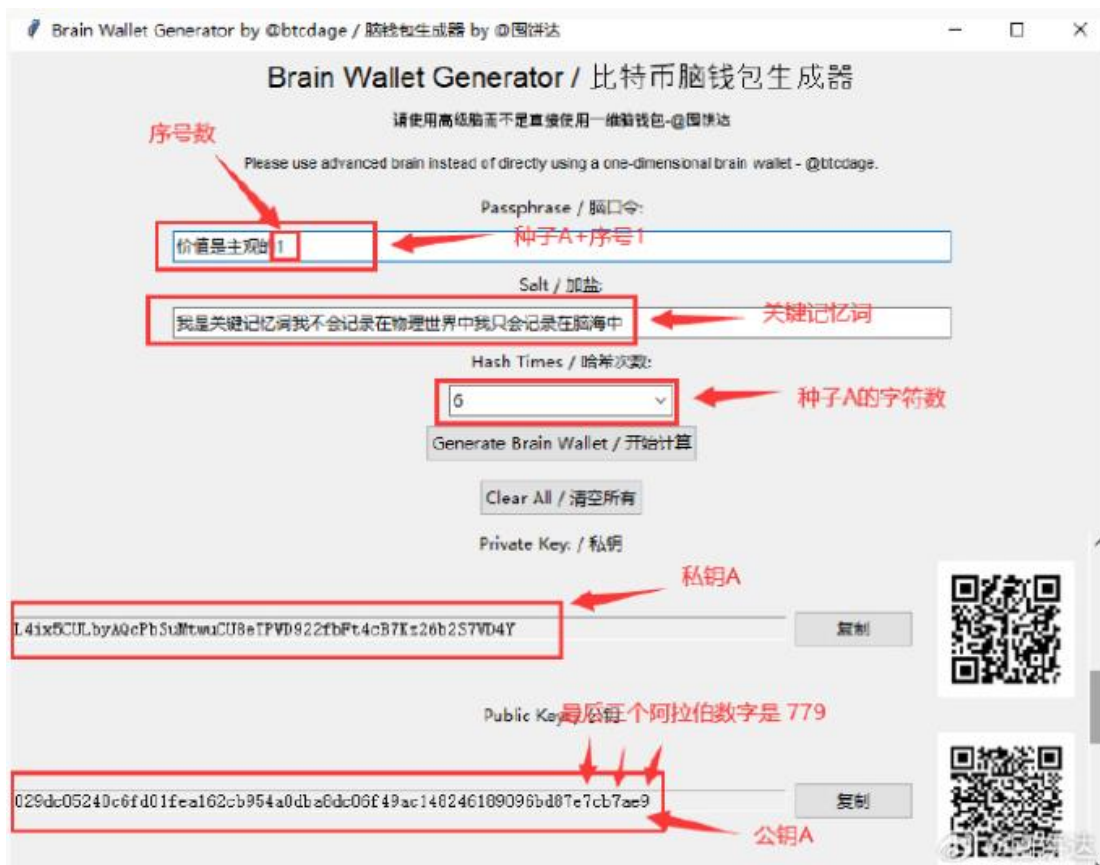 Brain Wallet Generator by @btcdage / 脑钱包生成器 by @囤饼达
Brain Wallet Generator / 比特币脑钱包生成器
请使用高级脑而不是直接使用一维脑钱包-@囤饼达
序号数
Please use advanced brain instead of directly using a one-dimensional brain wallet - @btcdage.
Passphrase / 脑口令:
价值是主观的1
种子A+序号1
Salt / 加盐:
我是关键记忆词我不会记录在物理世界中我只会记录在脑海中
关键记忆词
Hash Times / 哈希次数:
6
种子A的字符数
Generate Brain Wallet / 开始计算
Clear All / 清空所有
Private Key: / 私钥
私钥A
L4ix5CULbyAQcPbSuMtwuCU8eTPVD922fbFt4cB7Kz26b2S7VD4Y
复制
Public Key: / 公钥
最后三个阿拉伯数字是 779
029dc05240c6fd01fea162cb954a0dba8dc06f49ac148246189096bd87e7cb7ae9
复制
公钥A